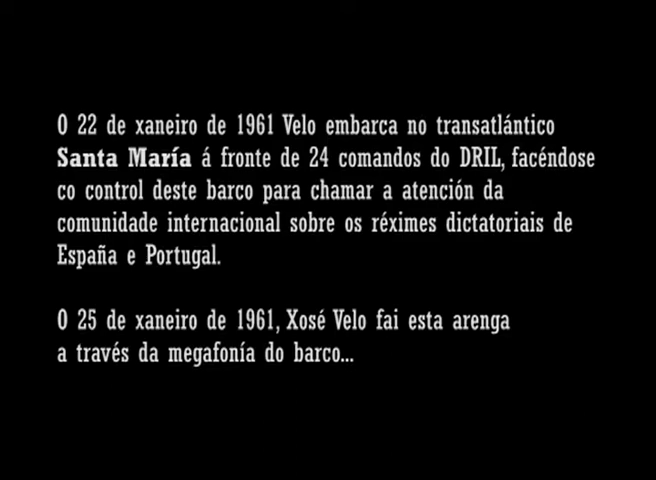 O 22 de xaneiro de 1961 Velo embarca no transatlántico
Santa María á fronte de 24 comandos do DRIL, facéndose
co control deste barco para chamar a atención da
comunidade internacional sobre os réximes dictatoriais de
España e Portugal.
O 25 de xaneiro de 1961, Xosé Velo fai esta arenga
a través da megafonía do barco...